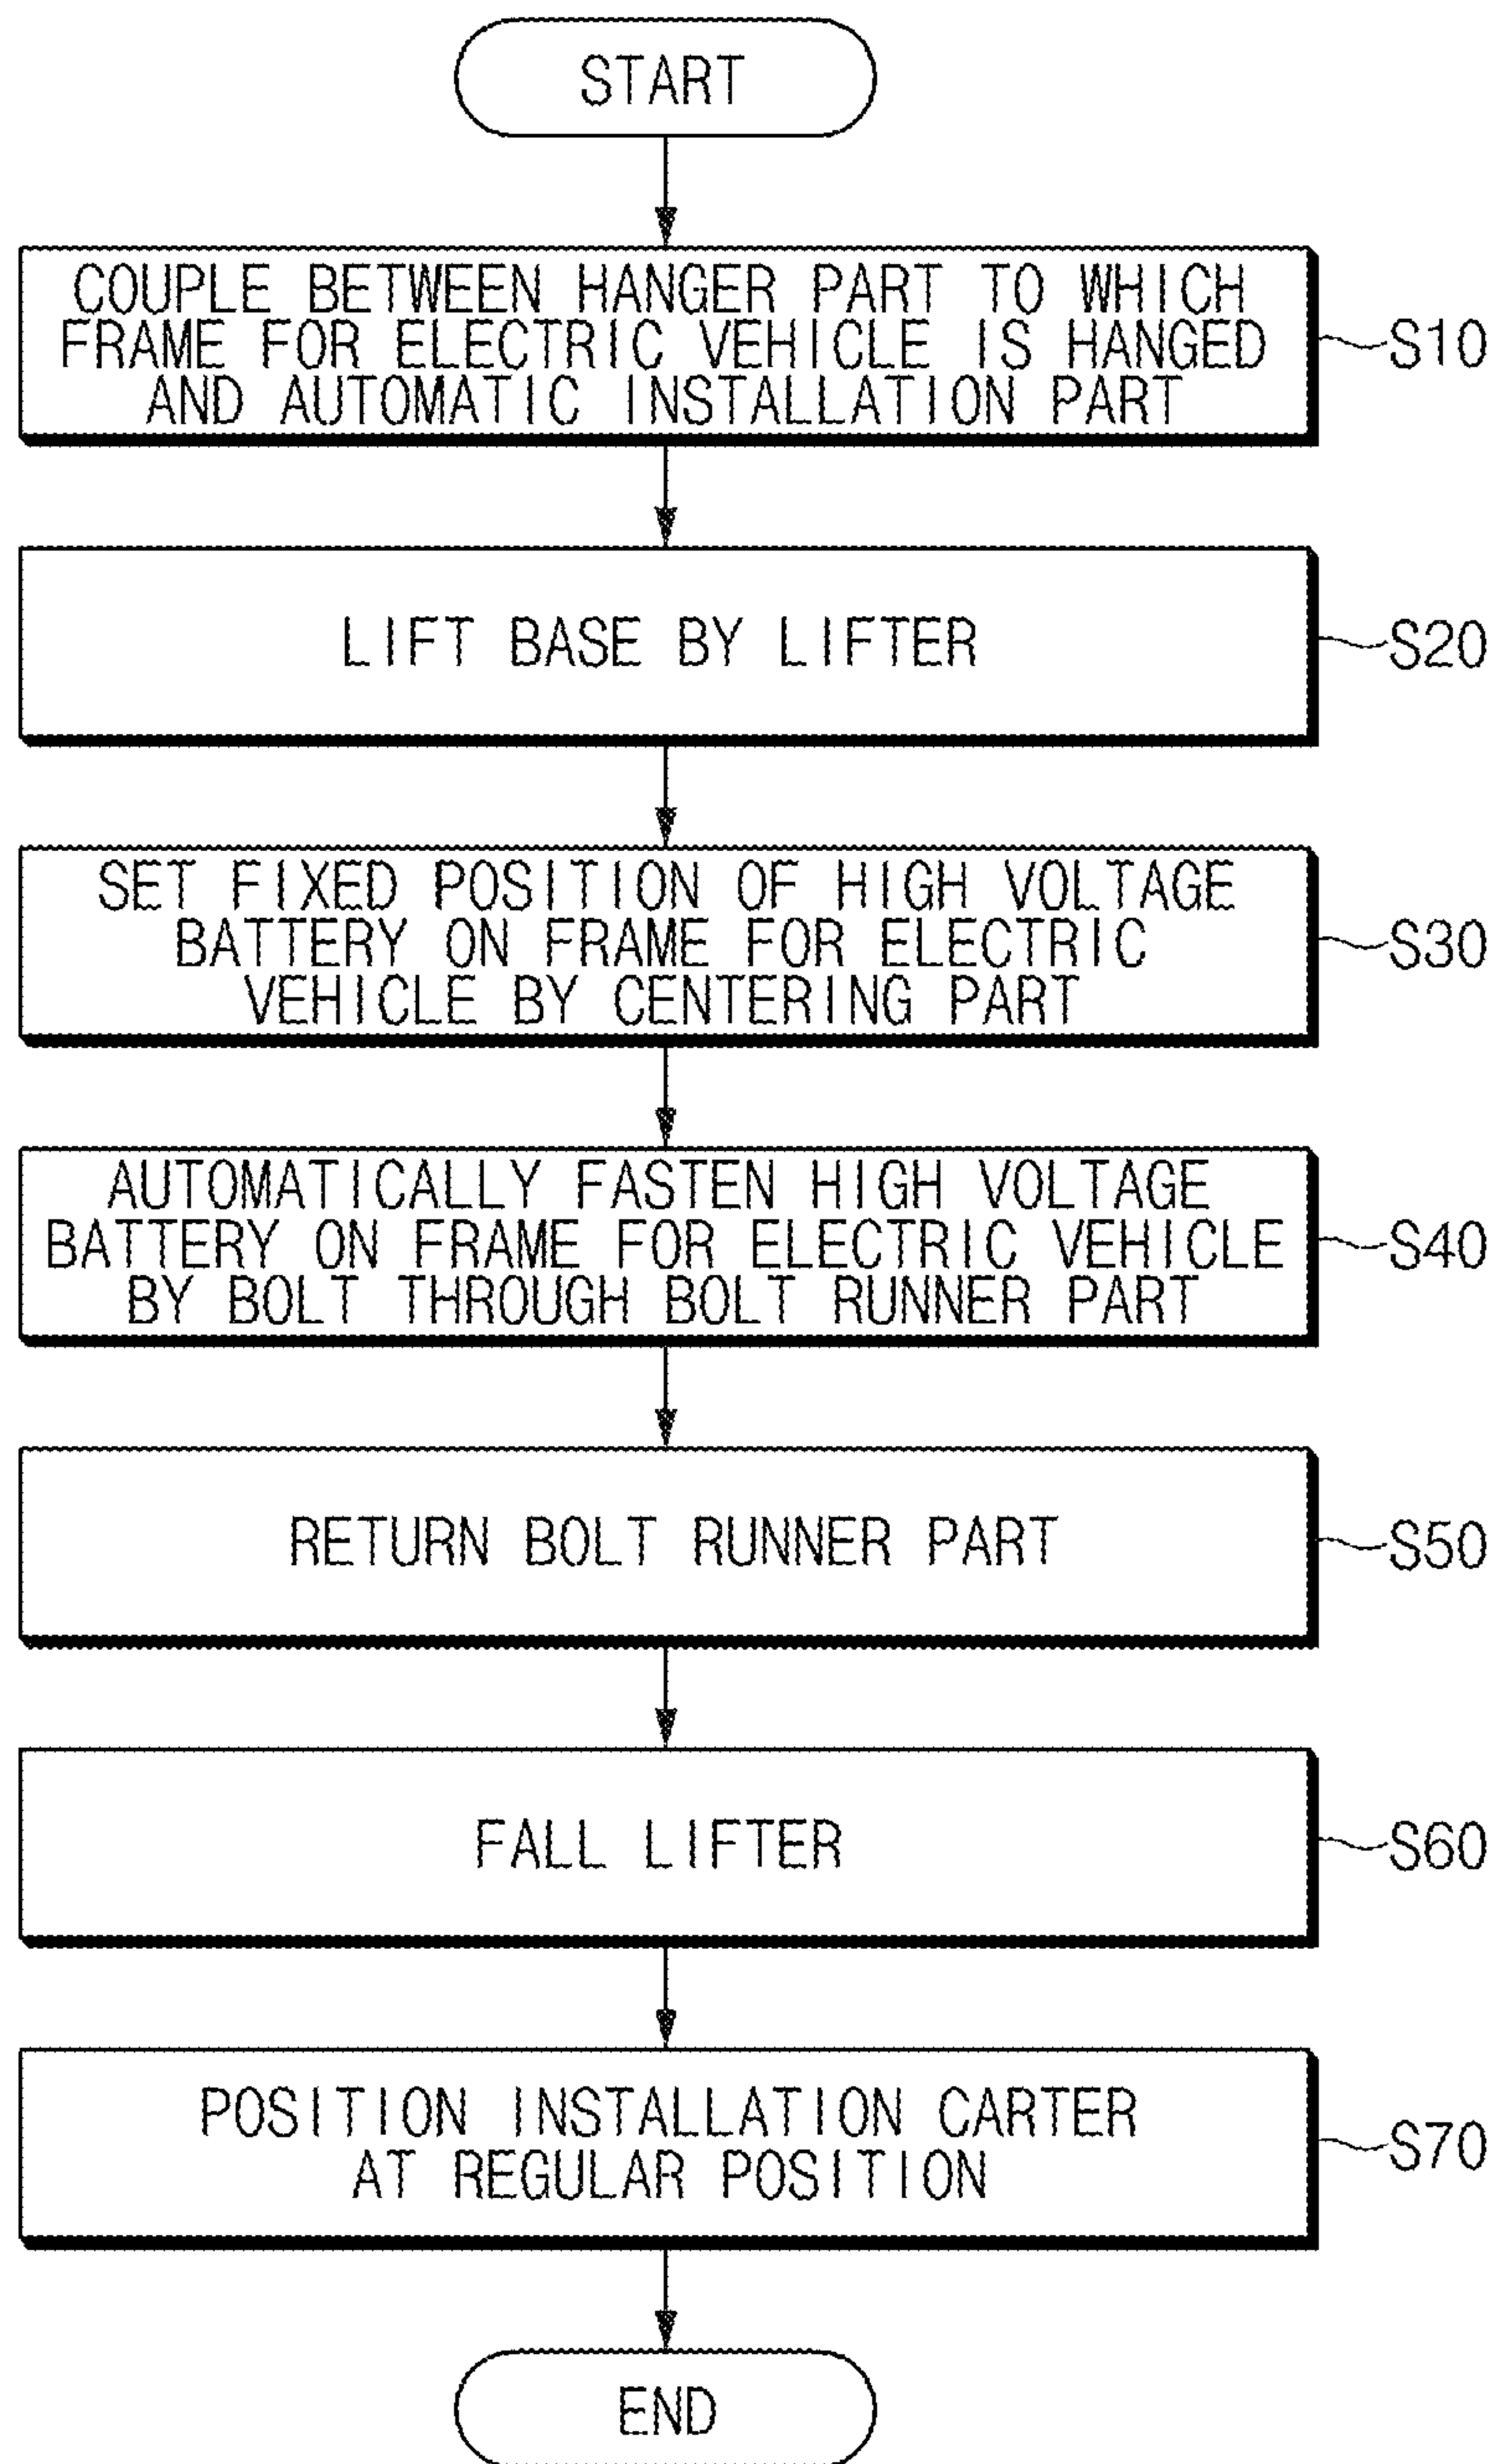 START
COUPLE BETWEEN HANGER PART TO WHICH
FRAME FOR ELECTRIC VEHICLE IS HANGED
AND AUTOMATIC INSTALLATION PART
S10
LIFT BASE BY LIFTER
S20
SET FIXED POSITION OF HIGH VOLTAGE
BATTERY ON FRAME FOR ELECTRIC
VEHICLE BY CENTERING PART
S30
AUTOMATICALLY FASTEN HIGH VOLTAGE
BATTERY ON FRAME FOR ELECTRIC VEHICLE
BY BOLT THROUGH BOLT RUNNER PART
S40
RETURN BOLT RUNNER PART
S50
FALL LIFTER
S60
POSITION INSTALLATION CARTER
AT REGULAR POSITION
S70
END